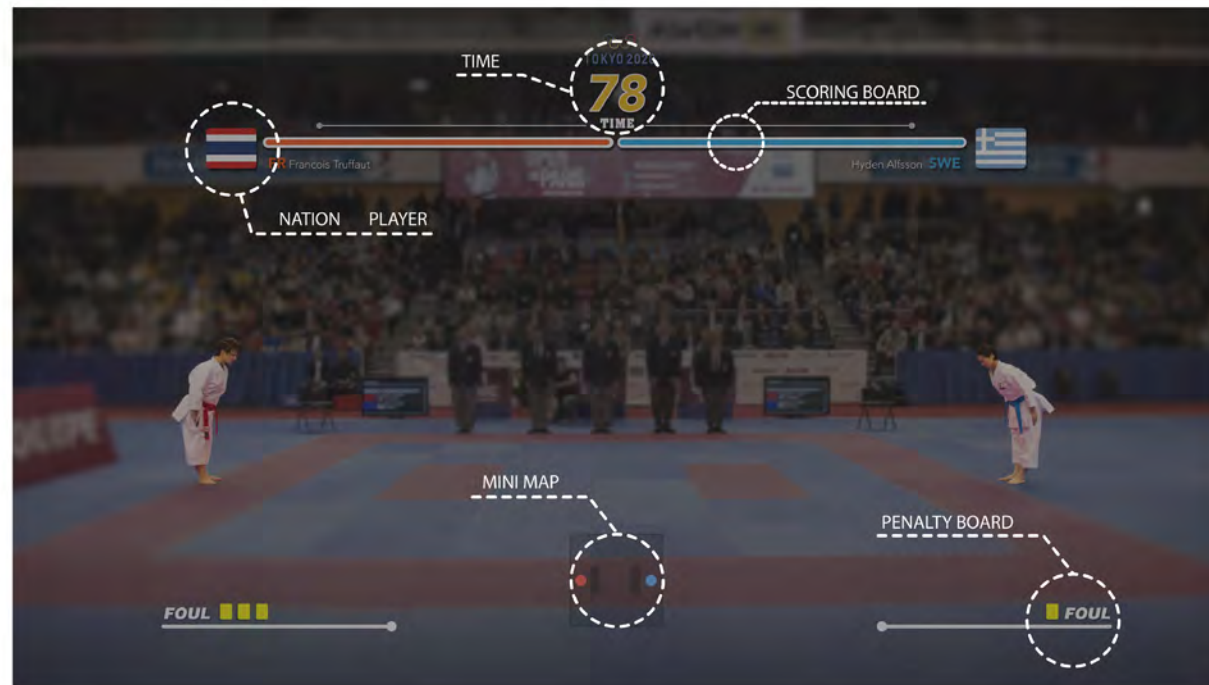 TIME
TOKYO 2020
78
TIME
SCORING BOARD
FR Francois Truffaut
Hyden Alfsson SWE
NATION PLAYER
MINI MAP
PENALTY BOARD
FOUL
FOUL